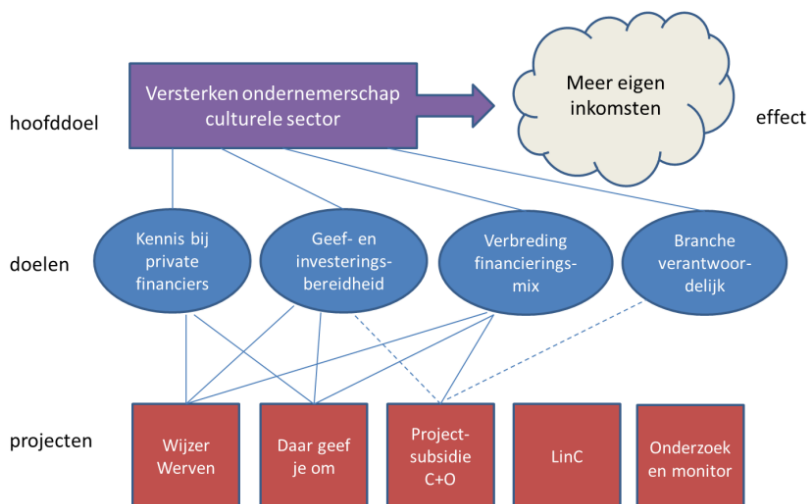 hoofddoel
Versterken ondernemerschap
culturele sector
Meer eigen
inkomsten
effect
doelen
Kennis bij
private
financiers
Geef- en
investerings-
bereidheid
Verbreding
financierings-
mix
Branche
verantwoor-
delijk
projecten
Wijzer
Werven
Daar geef
je om
Project-
subsidie
C+O
LinC
Onderzoek
en monitor